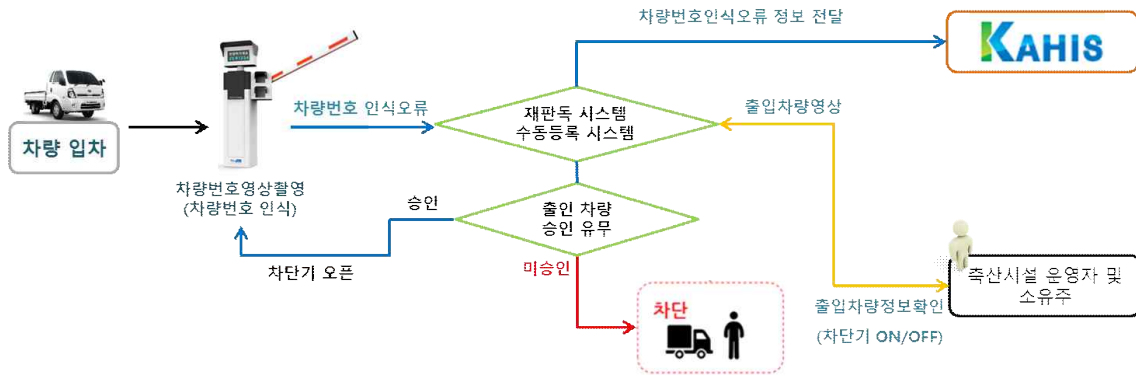 차량번호인식오류 정보 전달
KAHIS
차량 입차
차량번호 인식오류
재판독 시스템
수동등록 시스템
출입차량영상
차량번호영상촬영
(차량번호 인식)
승인
출인 차량
승인 유무
차단기 오픈
미승인
차단
축산시설 운영자 및
소유주
출입차량정보확인
(차단기 ON/OFF)